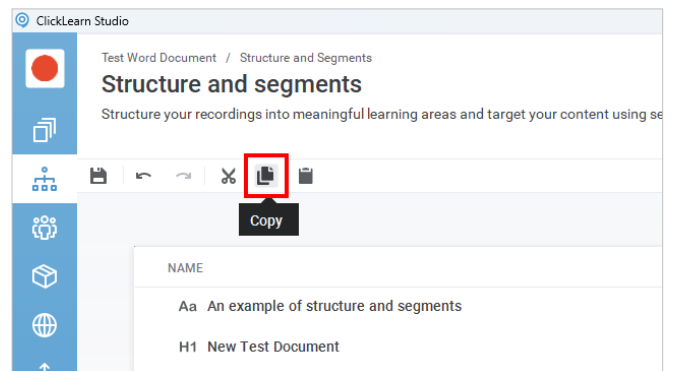 ClickLearn Studio
Test Word Document / Structure and Segments
Structure and segments
Structure your recordings into meaningful learning areas and target your content using se
Copy
NAME
Aa An example of structure and segments
H1 New Test Document